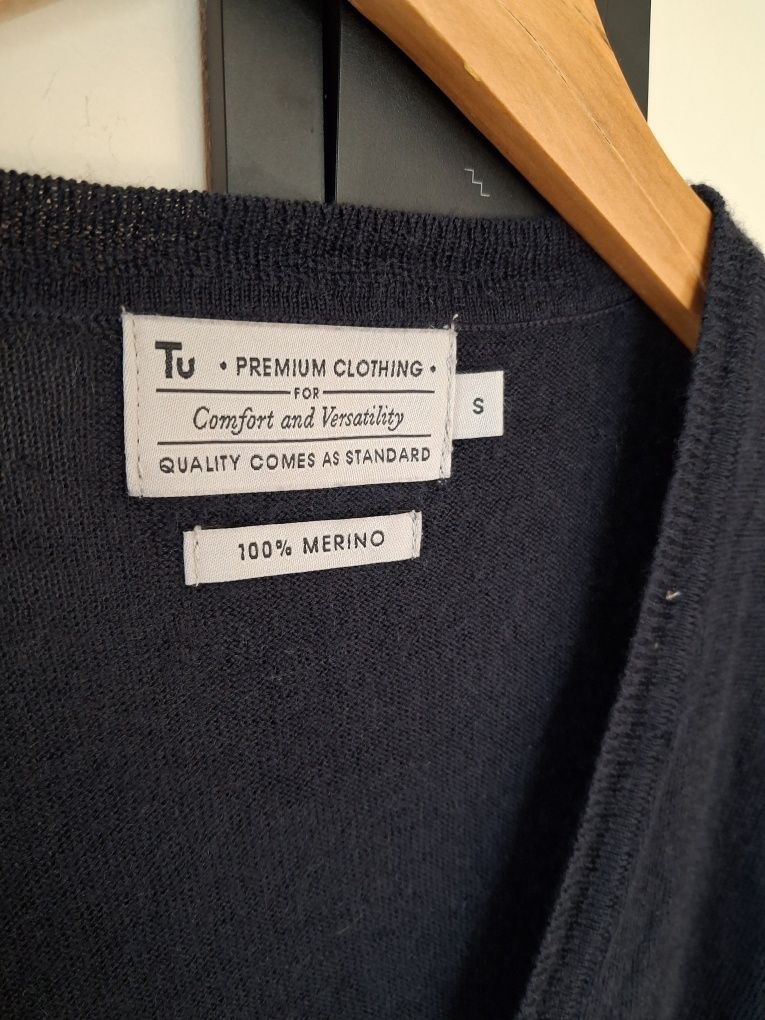 Tu • PREMIUM CLOTHING •
FOR
Comfort and Versatility
QUALITY COMES AS STANDARD
S
100% MERINO